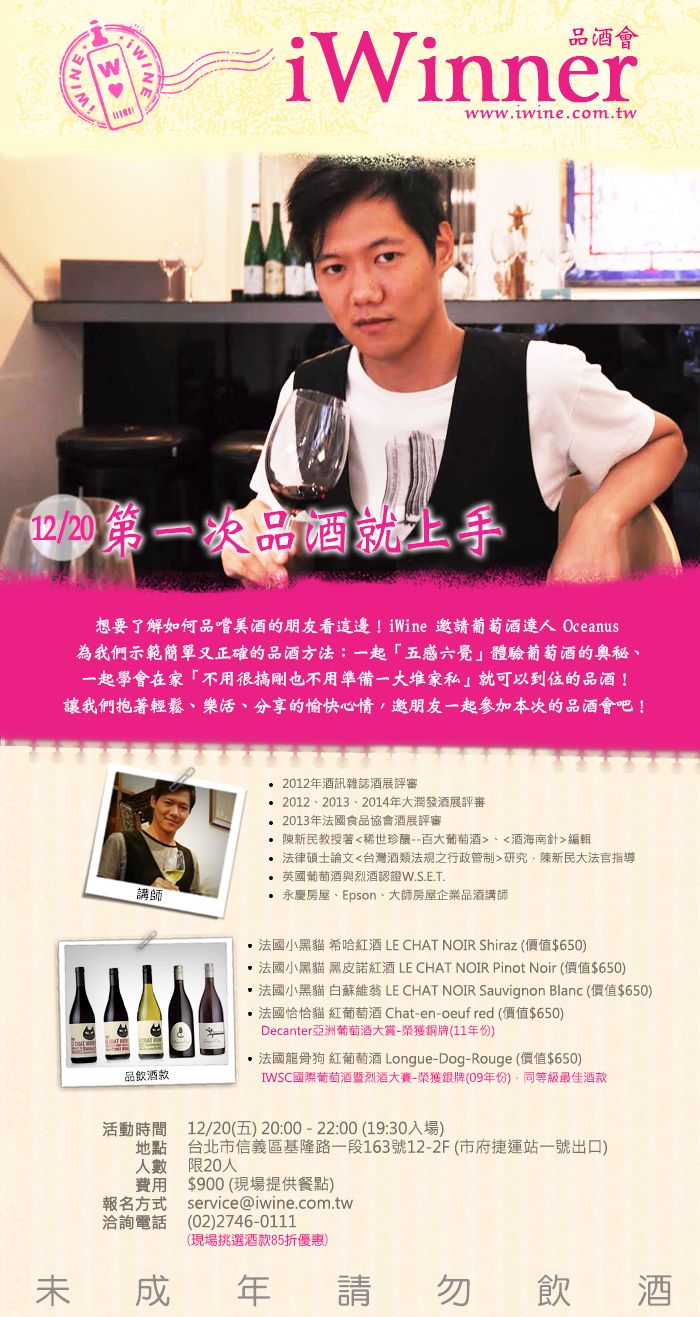 iWINE
iWINE
W
品酒會
iWinner
www.iwine.com.tw
12/20 第一次品酒就上手
想要了解如何品嚐美酒的朋友看這邊！iWine 邀請葡萄酒達人 Oceanus
為我們示範簡單又正確的品酒方法：一起「五感六覺」體驗葡萄酒的奧秘、
一起學會在家「不用很搞剛也不用準備一大堆家私」就可以到位的品酒！
讓我們抱著輕鬆、樂活、分享的愉快心情，邀朋友一起參加本次的品酒會吧！
講師
• 2012年酒訊雜誌酒展評審
• 2012、2013、2014年大潤發酒展評審
• 2013年法國食品協會酒展評審
• 陳新民教授著<稀世珍釀--百大葡萄酒>、<酒海南針>編輯
• 法律碩士論文<台灣酒類法規之行政管制>研究，陳新民大法官指導
• 英國葡萄酒與烈酒認證W.S.E.T.
• 永慶房屋、Epson、大師房屋企業品酒講師
品飲酒款
• 法國小黑貓 希哈紅酒 LE CHAT NOIR Shiraz (價值$650)
• 法國小黑貓 黑皮諾紅酒 LE CHAT NOIR Pinot Noir (價值$650)
• 法國小黑貓 白蘇維翁 LE CHAT NOIR Sauvignon Blanc (價值$650)
• 法國恰恰貓 紅葡萄酒 Chat-en-oeuf red (價值$650)
Decanter亞洲葡萄酒大賞-榮獲銅牌(11年份)
• 法國龍骨狗 紅葡萄酒 Longue-Dog-Rouge (價值$650)
IWSC國際葡萄酒暨烈酒大賽-榮獲銀牌(09年份)，同等級最佳酒款
活動時間 12/20(五) 20:00 - 22:00 (19:30入場)
地點 台北市信義區基隆路一段163號12-2F (市府捷運站一號出口)
人數 限20人
費用 $900 (現場提供餐點)
報名方式 service@iwine.com.tw
洽詢電話 (02)2746-0111
(現場挑選酒款85折優惠)
未成年請勿飲酒